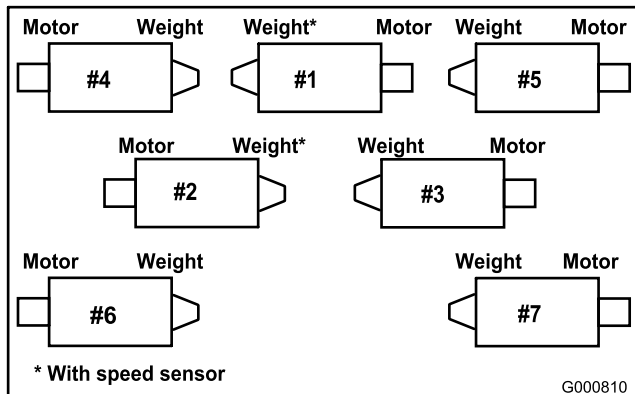 Motor Weight Weight* Motor Weight Motor
#4 #1 #5
Motor Weight* Weight Motor
#2 #3
Motor Weight Weight Motor
#6 #7
* With speed sensor
G000810